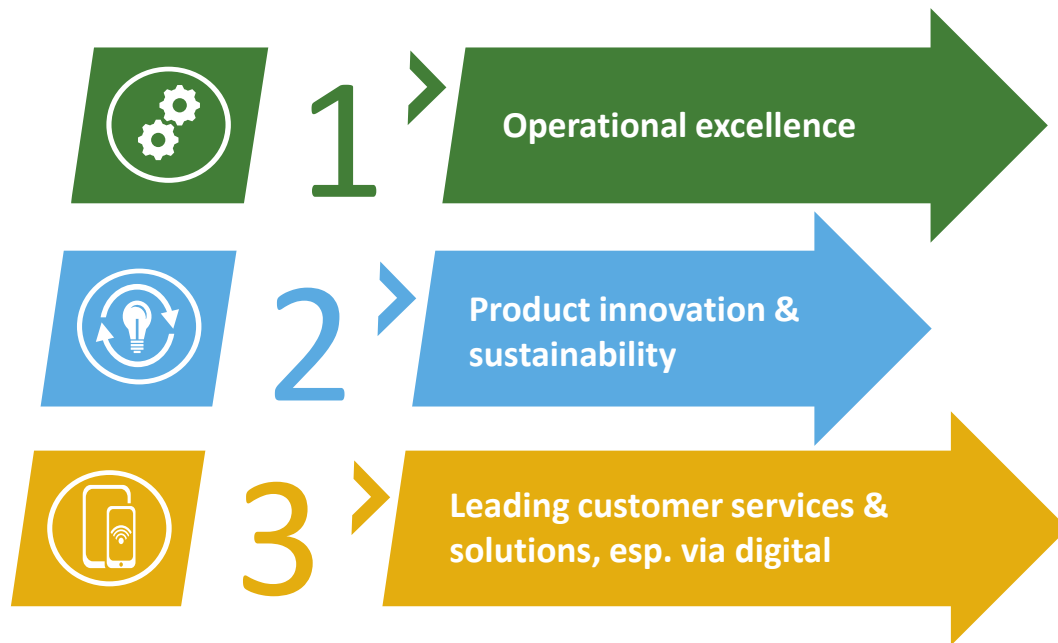 1
Operational excellence
2
Product innovation &
sustainability
3
Leading customer services &
solutions, esp. via digital